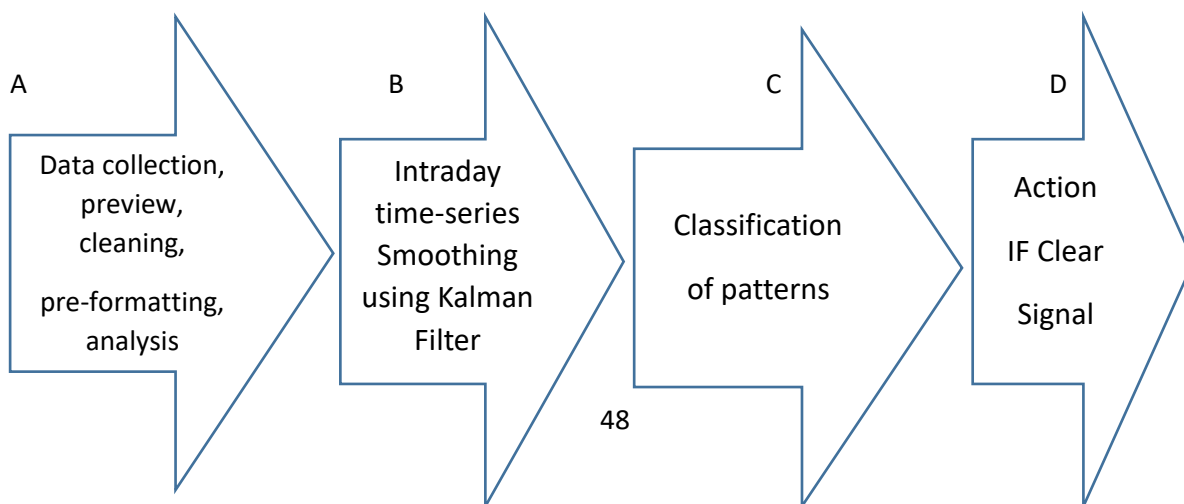 A
Data collection,
preview,
cleaning,
pre-formatting,
analysis
B
Intraday
time-series
Smoothing
using Kalman
Filter
C
Classification
of patterns
D
Action
IF Clear
Signal
48